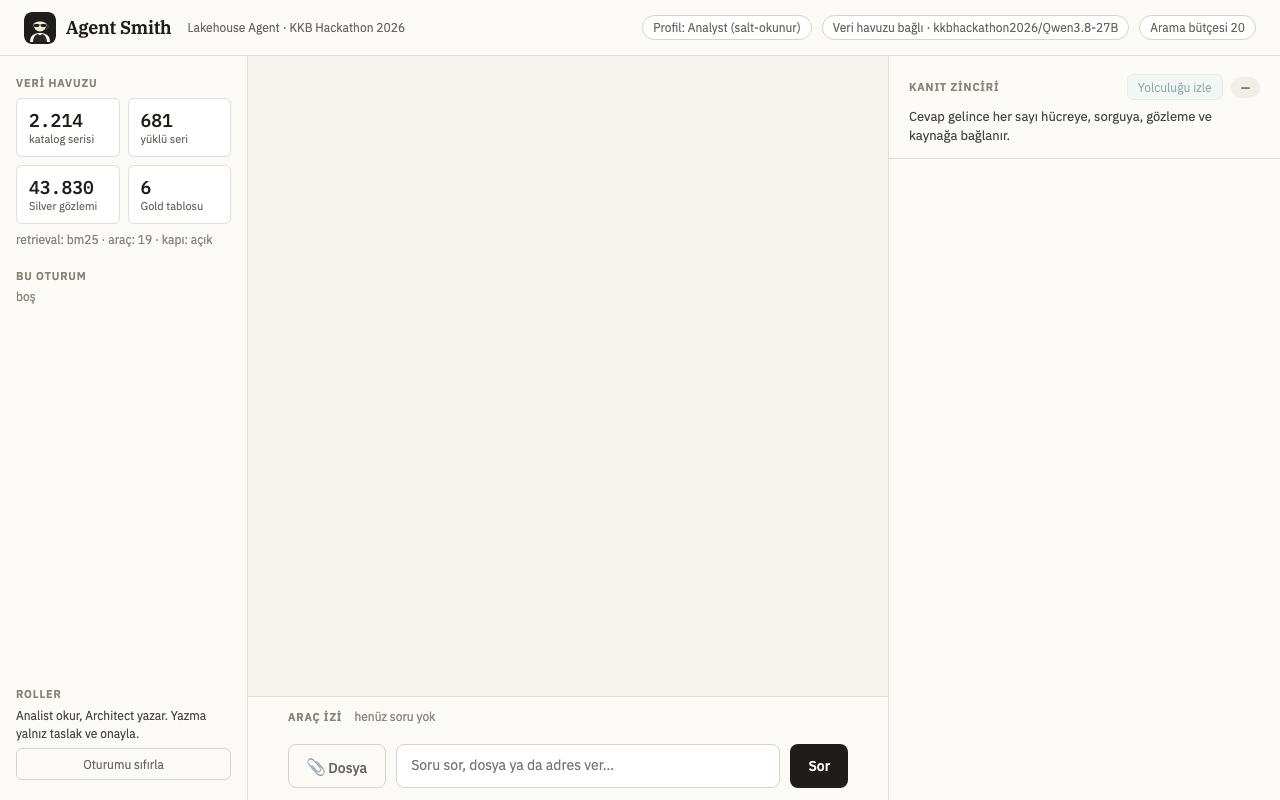 Agent Smith
Lakehouse Agent · KKB Hackathon 2026
Profil: Analyst (salt-okunur)
Veri havuzu bağlı · kkbhackathon2026/Qwen3.8-27B
Arama bütçesi 20
VERİ HAVUZU
2.214
katalog serisi
681
yüklü seri
43.830
Silver gözlemi
6
Gold tablosu
retrieval: bm25 · araç: 19 · kapı: açık
BU OTURUM
boş
ROLLER
Analist okur, Architect yazar. Yazma
yalnız taslak ve onayla.
Oturumu sıfırla
ARAÇ İZİ henüz soru yok
📎 Dosya
Soru sor, dosya ya da adres ver...
Sor
KANIT ZİNCİRİ
Yolculuğu izle
—
Cevap gelince her sayı hücreye, sorguya, gözleme ve
kaynağa bağlanır.